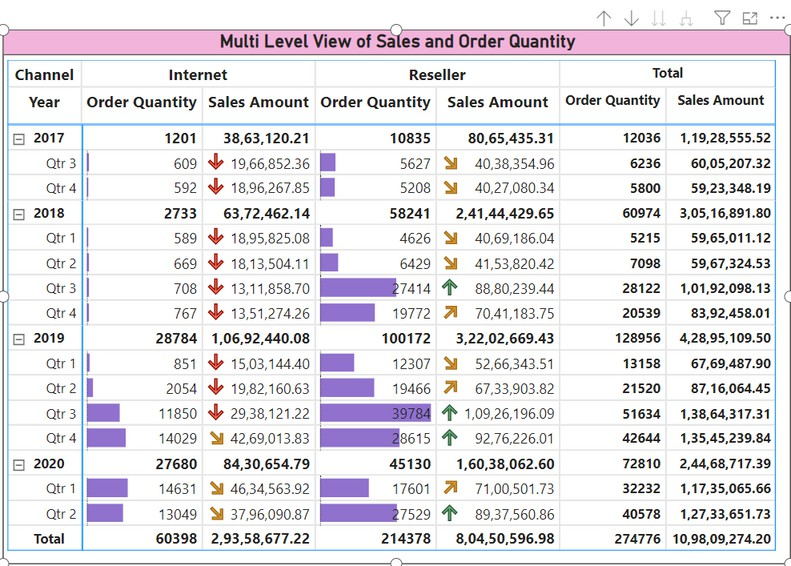 Multi Level View of Sales and Order Quantity
Channel Internet Reseller Total
Year Order Quantity Sales Amount Order Quantity Sales Amount Order Quantity Sales Amount
2017 1201 38,63,120.21 10835 80,65,435.31 12036 1,19,28,555.52
Qtr 3 609 19,66,852.36 5627 40,38,354.96 6236 60,05,207.32
Qtr 4 592 18,96,267.85 5208 40,27,080.34 5800 59,23,348.19
2018 2733 63,72,462.14 58241 2,41,44,429.65 60974 3,05,16,891.80
Qtr 1 589 18,95,825.08 4626 40,69,186.04 5215 59,65,011.12
Qtr 2 669 18,13,504.11 6429 41,53,820.42 7098 59,67,324.53
Qtr 3 708 13,11,858.70 27414 88,80,239.44 28122 1,01,92,098.13
Qtr 4 767 13,51,274.26 19772 70,41,183.75 20539 83,92,458.01
2019 28784 1,06,92,440.08 100172 3,22,02,669.43 128956 4,28,95,109.50
Qtr 1 851 15,03,144.40 12307 52,66,343.51 13158 67,69,487.90
Qtr 2 2054 19,82,160.63 19466 67,33,903.82 21520 87,16,064.45
Qtr 3 11850 29,38,121.22 39784 1,09,26,196.09 51634 1,38,64,317.31
Qtr 4 14029 42,69,013.83 28615 92,76,226.01 42644 1,35,45,239.84
2020 27680 84,30,654.79 45130 1,60,38,062.60 72810 2,44,68,717.39
Qtr 1 14631 46,34,563.92 17601 71,00,501.73 32232 1,17,35,065.66
Qtr 2 13049 37,96,090.87 27529 89,37,560.86 40578 1,27,33,651.73
Total 60398 2,93,58,677.22 214378 8,04,50,596.98 274776 10,98,09,274.20